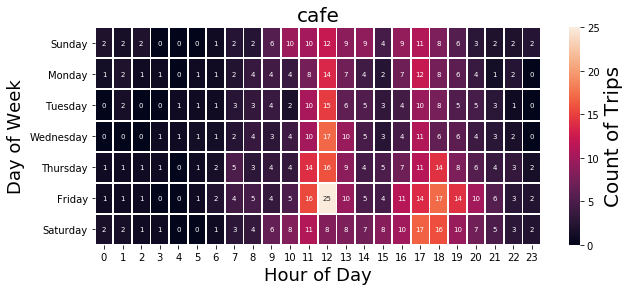 cafe
Day of Week
Sunday 2 2 2 0 0 0 1 2 2 6 10 10 12 9 9 4 9 11 8 6 3 2 2 2
Monday 1 2 1 1 0 0 1 2 4 4 4 8 14 7 4 2 7 12 8 6 4 1 2 0
Tuesday 0 2 0 0 1 1 1 3 3 4 2 10 15 6 5 3 4 10 8 5 5 3 1 0
Wednesday 0 0 0 1 1 1 2 4 3 4 10 17 10 5 3 4 11 6 6 4 3 2 0
Thursday 1 1 1 1 0 1 2 5 3 4 4 14 16 9 4 5 7 11 14 8 6 4 3 2
Friday 1 1 1 0 0 1 2 4 5 4 5 16 25 10 5 4 11 14 17 14 10 6 3 2
Saturday 2 2 1 1 0 0 1 3 4 6 8 11 8 8 7 8 10 17 16 10 7 5 3 2
0 1 2 3 4 5 6 7 8 9 10 11 12 13 14 15 16 17 18 19 20 21 22 23
Hour of Day
25
20
15
10
5
0
Count of Trips